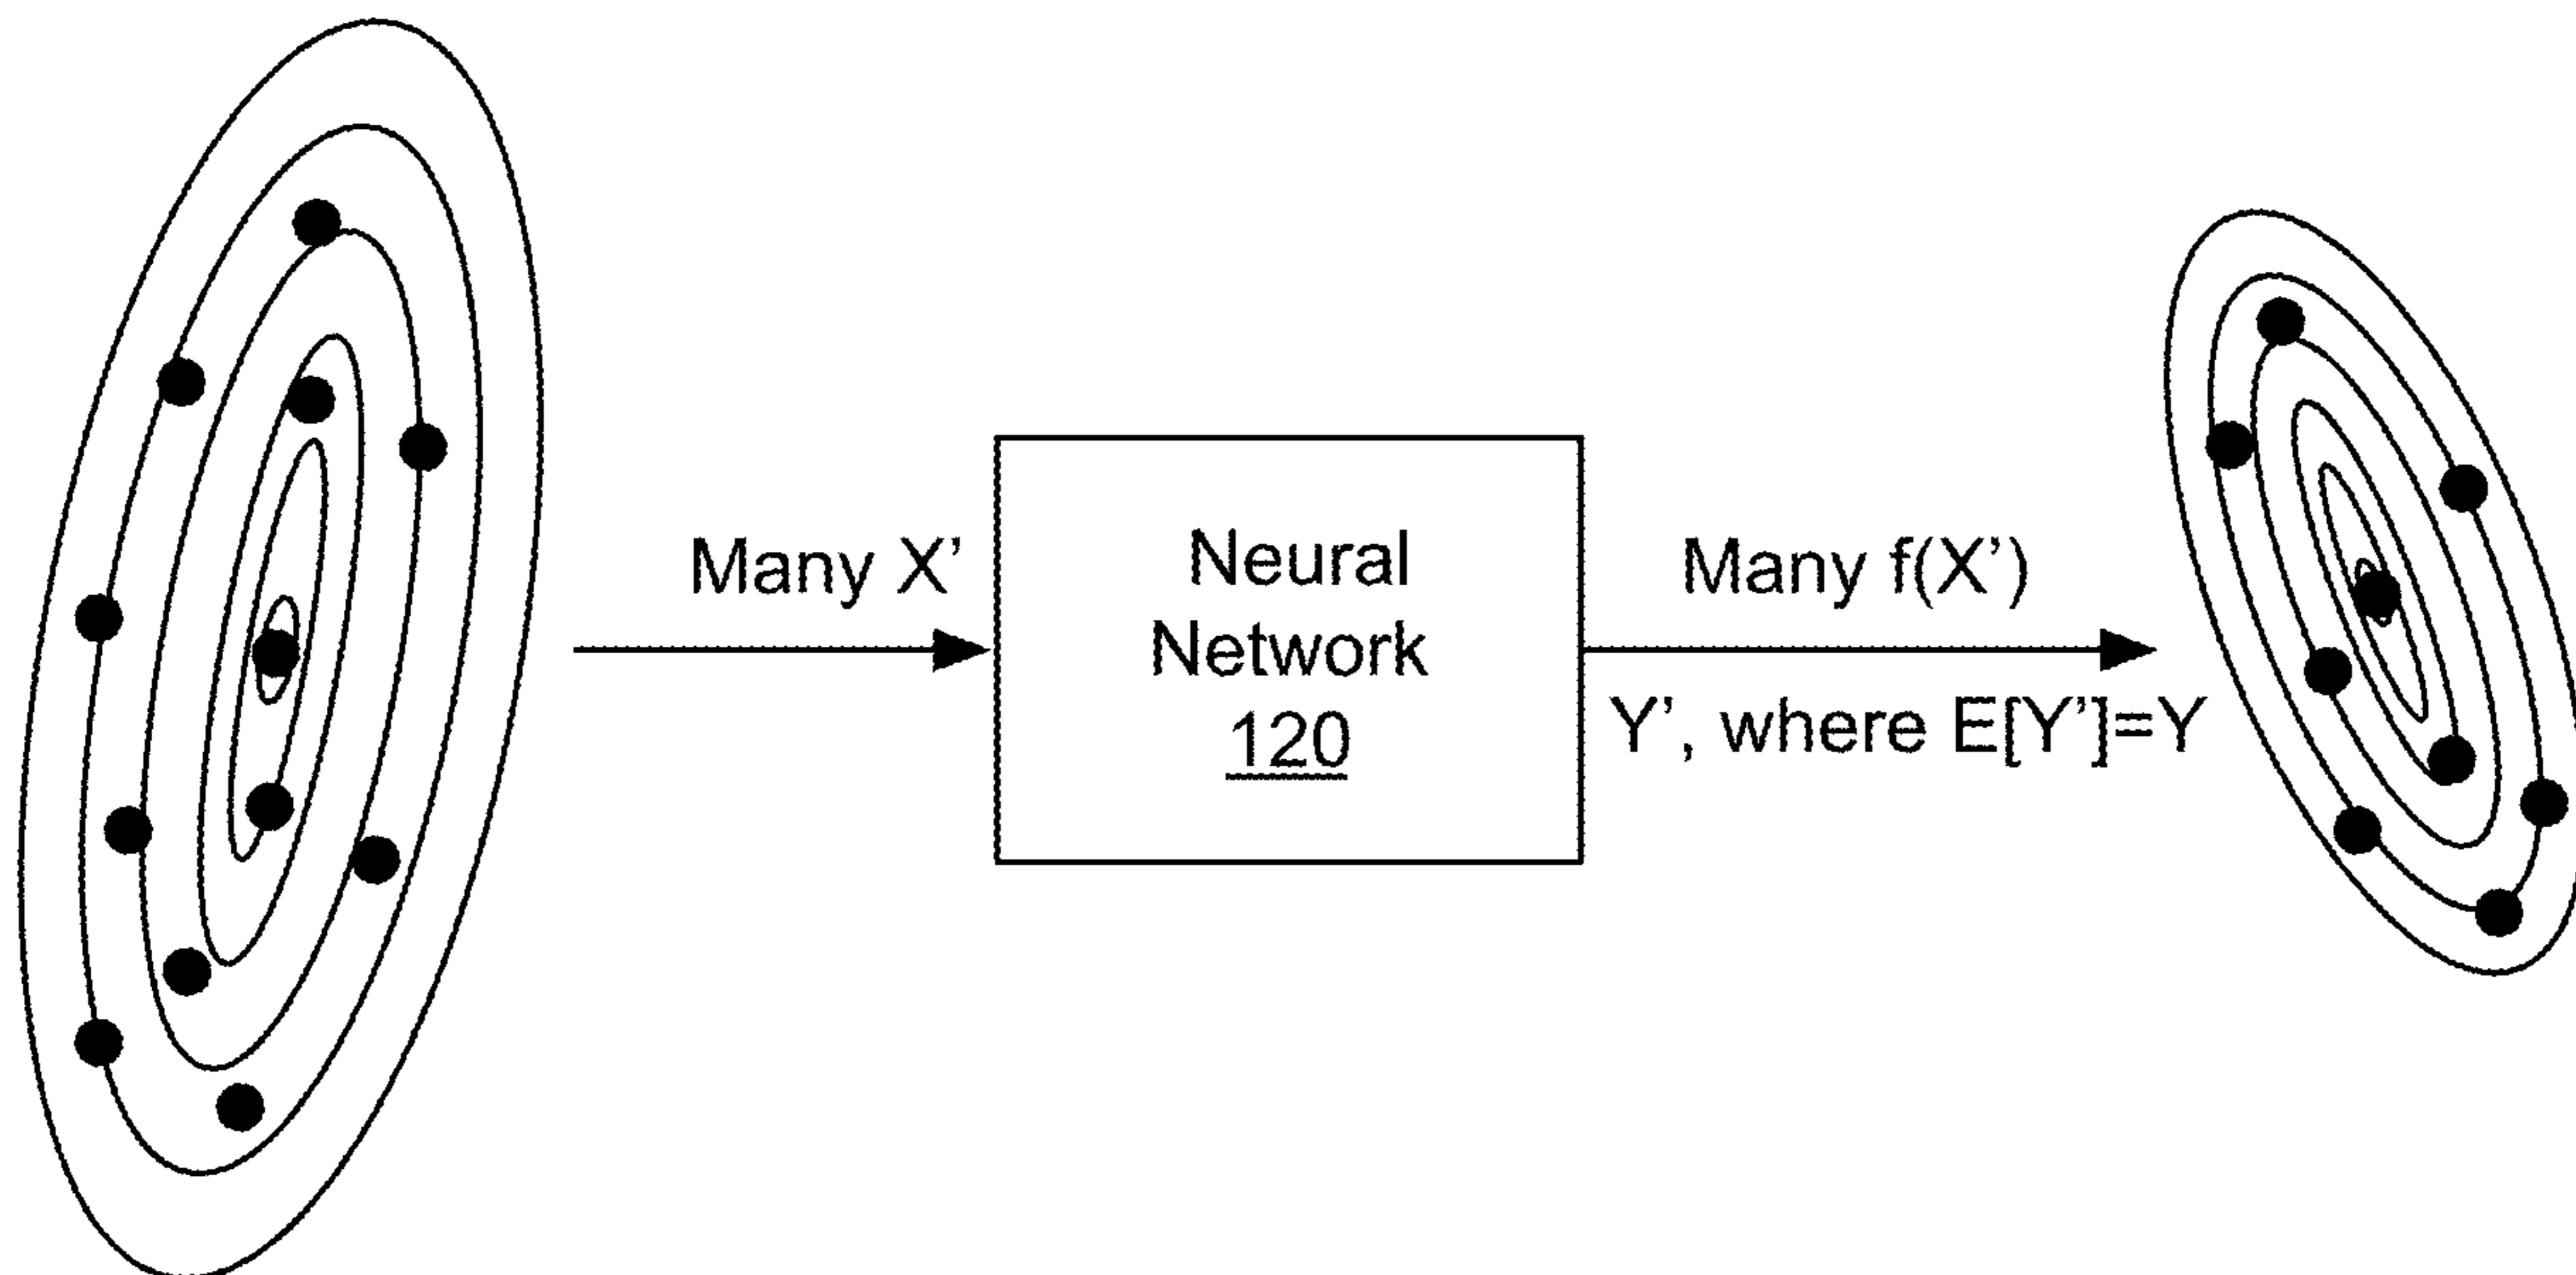 Many X’
Neural
Network
120
Many f(X’)
Y’, where E[Y’]=Y